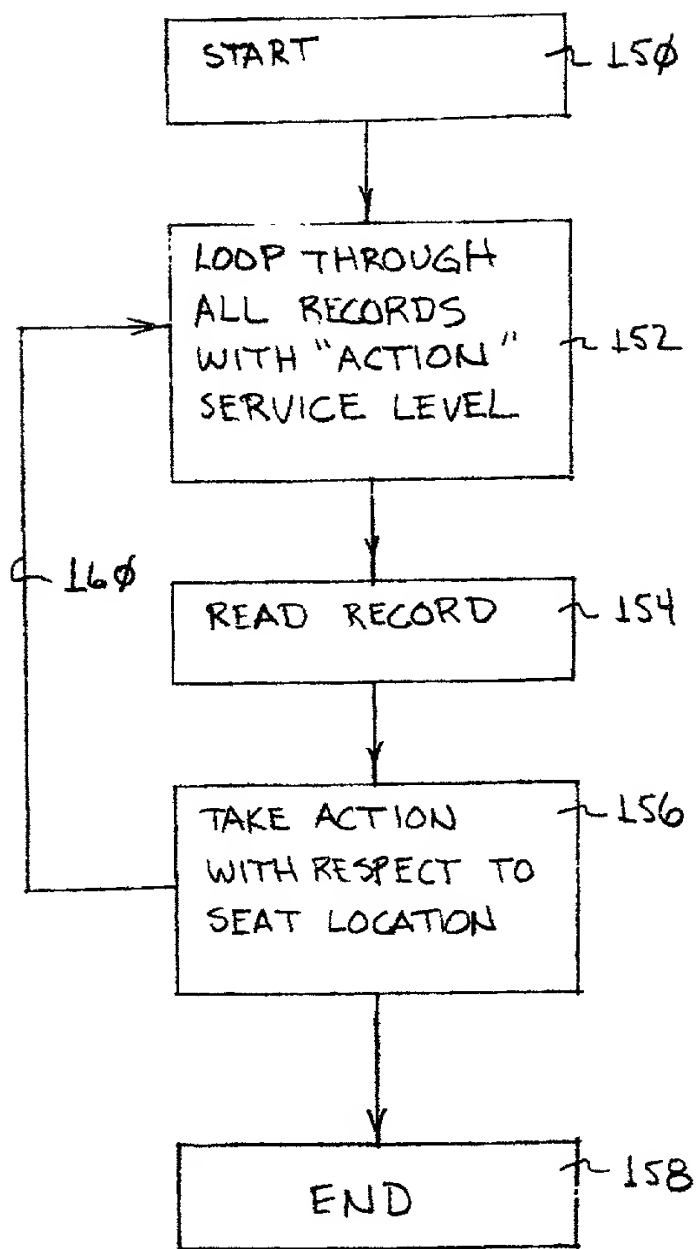 START
150
LOOP THROUGH
ALL RECORDS
WITH "ACTION"
SERVICE LEVEL
152
160
READ RECORD
154
TAKE ACTION
WITH RESPECT TO
SEAT LOCATION
156
END
158